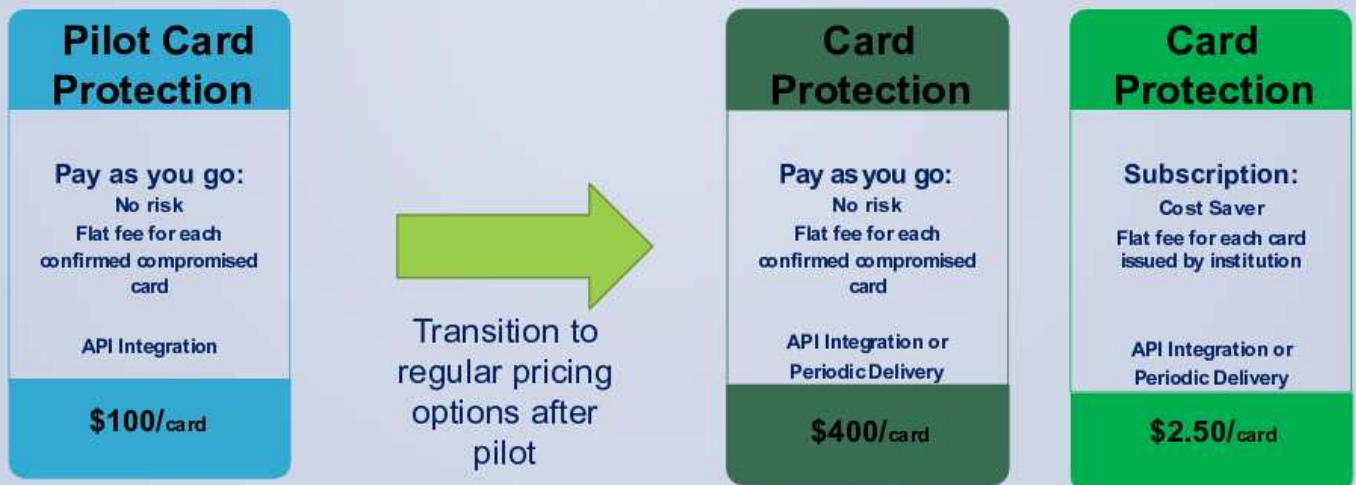 Pilot Card
Protection
Pay as you go:
No risk
Flat fee for each
confirmed compromised
card
API Integration
$100/card
Transition to
regular pricing
options after
pilot
Card
Protection
Pay as you go:
No risk
Flat fee for each
confirmed compromised
card
API Integration or
Periodic Delivery
$400/card
Card
Protection
Subscription:
Cost Saver
Flat fee for each card
issued by institution
API Integration or
Periodic Delivery
$2.50/card